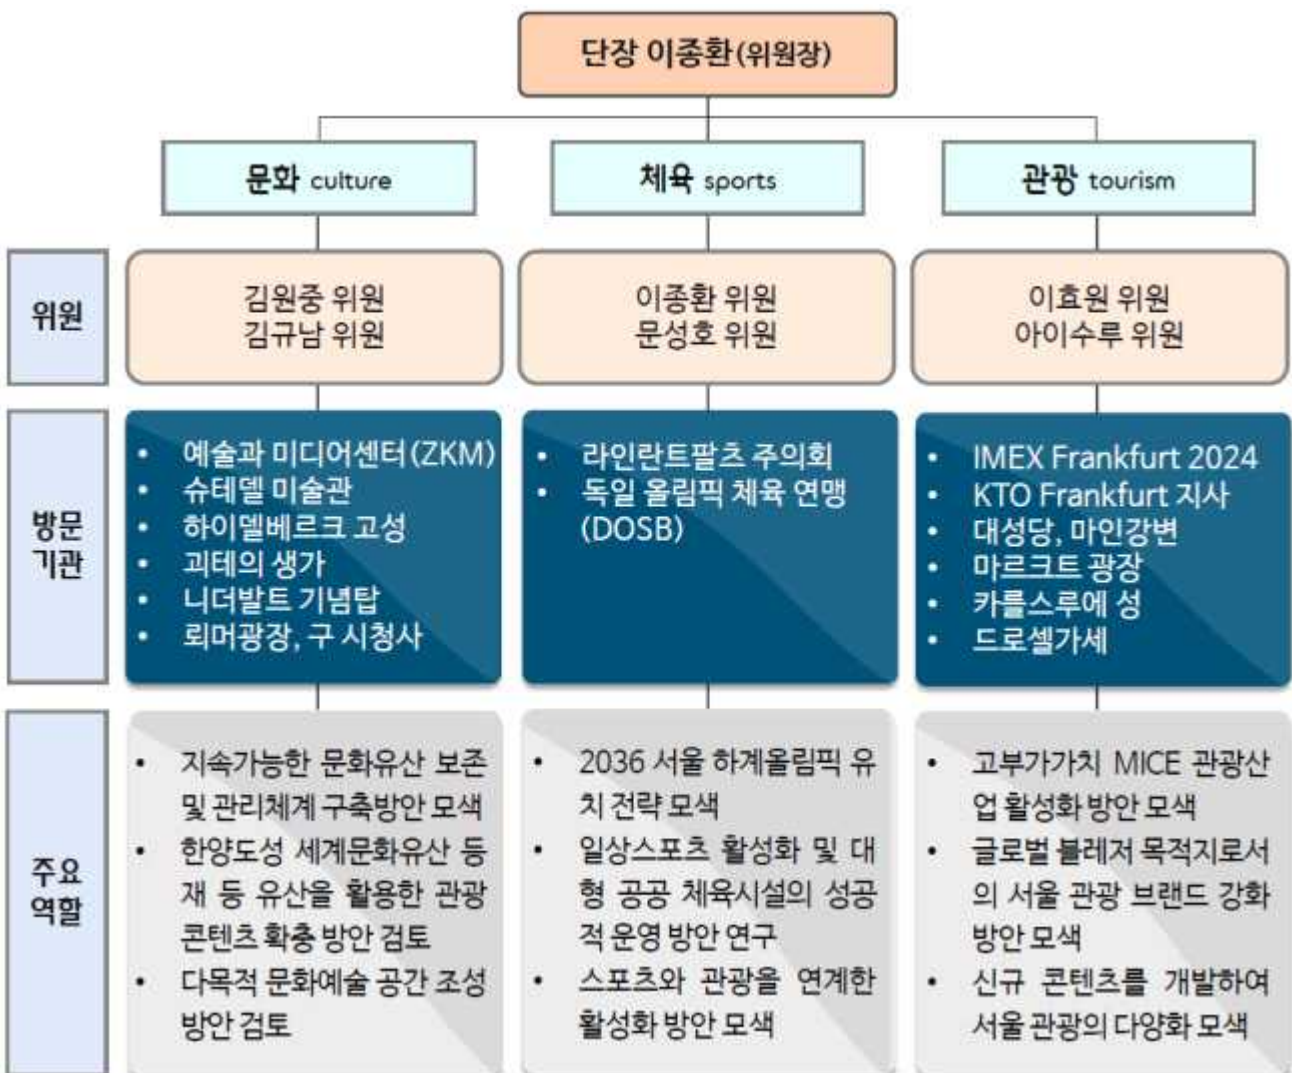 단장 이종환(위원장)
문화 culture
체육 sports
관광 tourism
위원
김원중 위원
김규남 위원
이종환 위원
문성호 위원
이효원 위원
아이수루 위원
방문
기관
• 예술과 미디어센터(ZKM)
• 슈테델 미술관
• 하이델베르크 고성
• 괴테의 생가
• 니더발트 기념탑
• 뢰머광장, 구 시청사
• 라인란트팔츠 주의회
• 독일 올림픽 체육 연맹
(DOSB)
• IMEX Frankfurt 2024
• KTO Frankfurt 지사
• 대성당, 마인강변
• 마르크트 광장
• 카를스루에 성
• 드로셀가세
주요
역할
• 지속가능한 문화유산 보존
및 관리체계 구축방안 모색
• 한양도성 세계문화유산 등
재 등 유산을 활용한 관광
콘텐츠 확충 방안 검토
• 다목적 문화예술 공간 조성
방안 검토
• 2036 서울 하계올림픽 유
치 전략 모색
• 일상스포츠 활성화 및 대
형 공공 체육시설의 성공
적 운영 방안 연구
• 스포츠와 관광을 연계한
활성화 방안 모색
• 고부가가치 MICE 관광산
업 활성화 방안 모색
• 글로벌 블레저 목적지로서
의 서울 관광 브랜드 강화
방안 모색
• 신규 콘텐츠를 개발하여
서울 관광의 다양화 모색